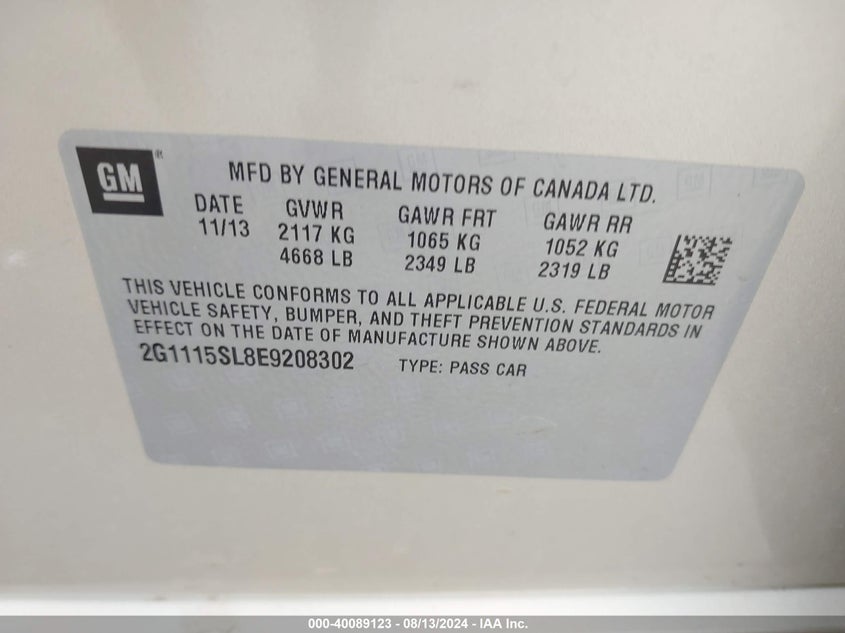 GM®
MFD BY GENERAL MOTORS OF CANADA LTD.
DATE GVWR GAWR FRT GAWR RR
11/13 2117 KG 1065 KG 1052 KG
4668 LB 2349 LB 2319 LB
THIS VEHICLE CONFORMS TO ALL APPLICABLE U.S. FEDERAL MOTOR
VEHICLE SAFETY, BUMPER, AND THEFT PREVENTION STANDARDS IN
EFFECT ON THE DATE OF MANUFACTURE SHOWN ABOVE.
2G1115SL8E9208302 TYPE: PASS CAR
000-40089123 - 08/13/2024 - IAA Inc.